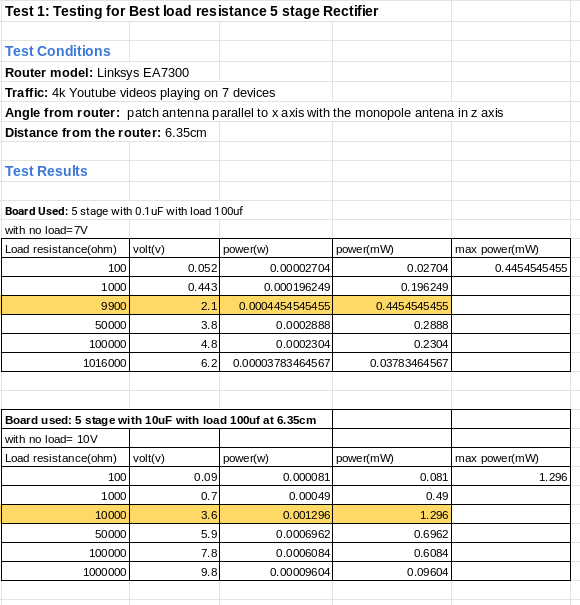 Test 1: Testing for Best load resistance 5 stage Rectifier
Test Conditions
Router model: Linksys EA7300
Traffic: 4k Youtube videos playing on 7 devices
Angle from router:  patch antenna parallel to x axis with the monopole antena in z axis
Distance from the router: 6.35cm
Test Results
Board Used: 5 stage with 0.1uF with load 100uf
with no load=7V
Load resistance(ohm) volt(v) power(w) power(mW) max power(mW)
100 0.052 0.00002704 0.02704 0.4454545455
1000 0.443 0.000196249 0.196249
9900 2.1 0.0004454545455 0.4454545455
50000 3.8 0.0002888 0.2888
100000 4.8 0.0002304 0.2304
1016000 6.2 0.00003783464567 0.03783464567
Board used: 5 stage with 10uF with load 100uf at 6.35cm
with no load= 10V
Load resistance(ohm) volt(v) power(w) power(mW) max power(mW)
100 0.09 0.000081 0.081 1.296
1000 0.7 0.00049 0.49
10000 3.6 0.001296 1.296
50000 5.9 0.0006962 0.6962
100000 7.8 0.0006084 0.6084
1000000 9.8 0.00009604 0.09604